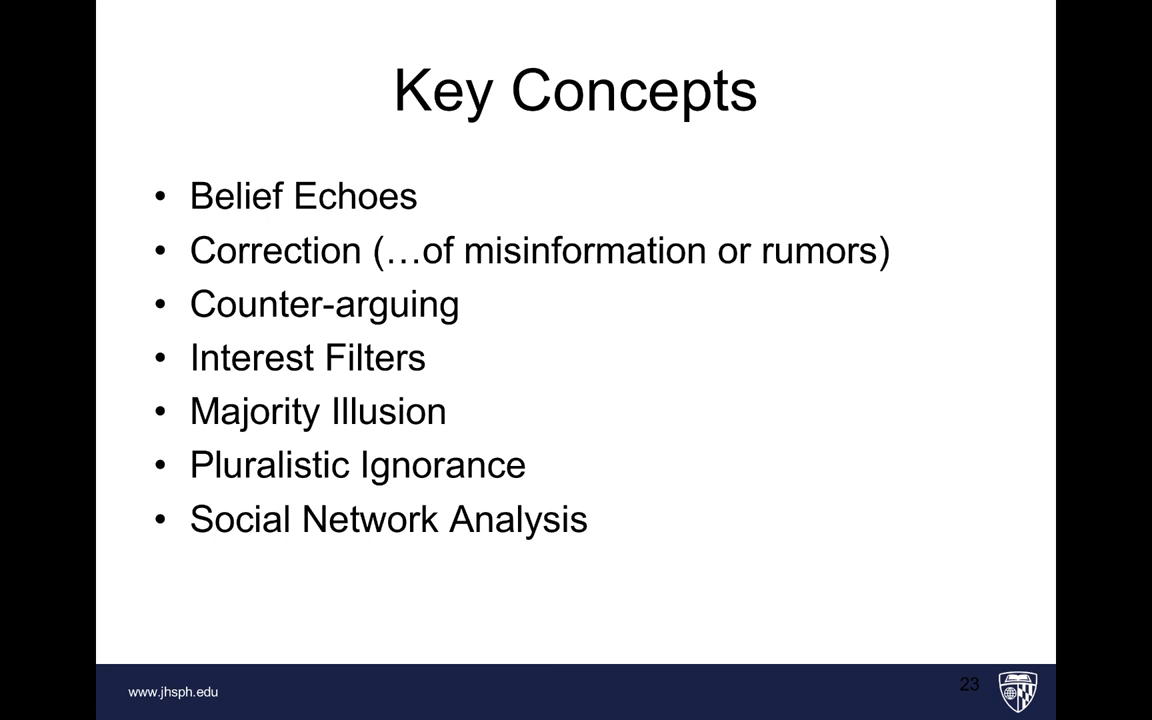 Key Concepts
• Belief Echoes
• Correction (…of misinformation or rumors)
• Counter-arguing
• Interest Filters
• Majority Illusion
• Pluralistic Ignorance
• Social Network Analysis
www.jhsph.edu
23